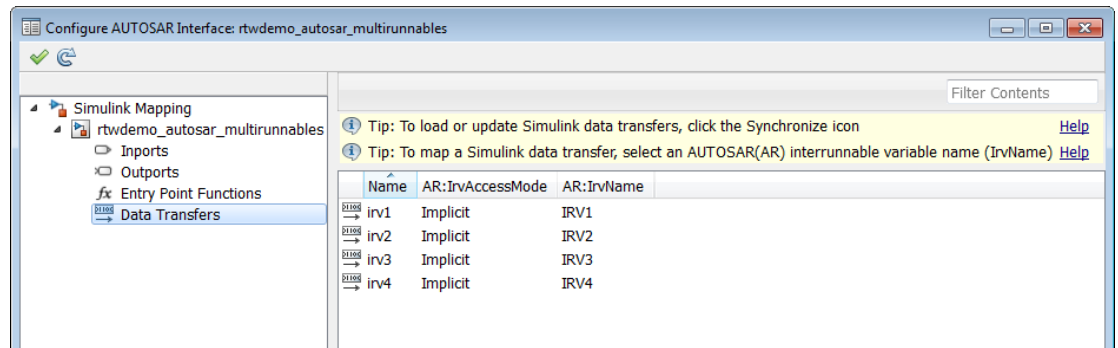 Configure AUTOSAR Interface: rtwdemo_autosar_multirunnables
Filter Contents
Simulink Mapping
rtwdemo_autosar_multirunnables
Inports
Outports
fx Entry Point Functions
Data Transfers
Tip: To load or update Simulink data transfers, click the Synchronize icon Help
Tip: To map a Simulink data transfer, select an AUTOSAR(AR) interrunnable variable name (IrvName) Help
Name AR:IrvAccessMode AR:IrvName
irv1 Implicit IRV1
irv2 Implicit IRV2
irv3 Implicit IRV3
irv4 Implicit IRV4